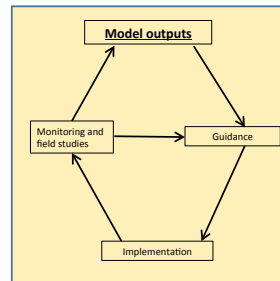 Model outputs
Monitoring and
field studies
Guidance
Implementation